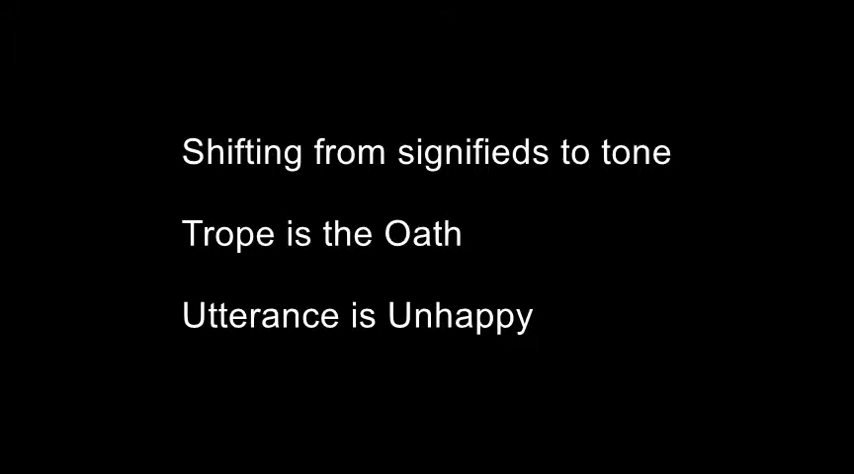 Shifting from signifieds to tone
Trope is the Oath
Utterance is Unhappy